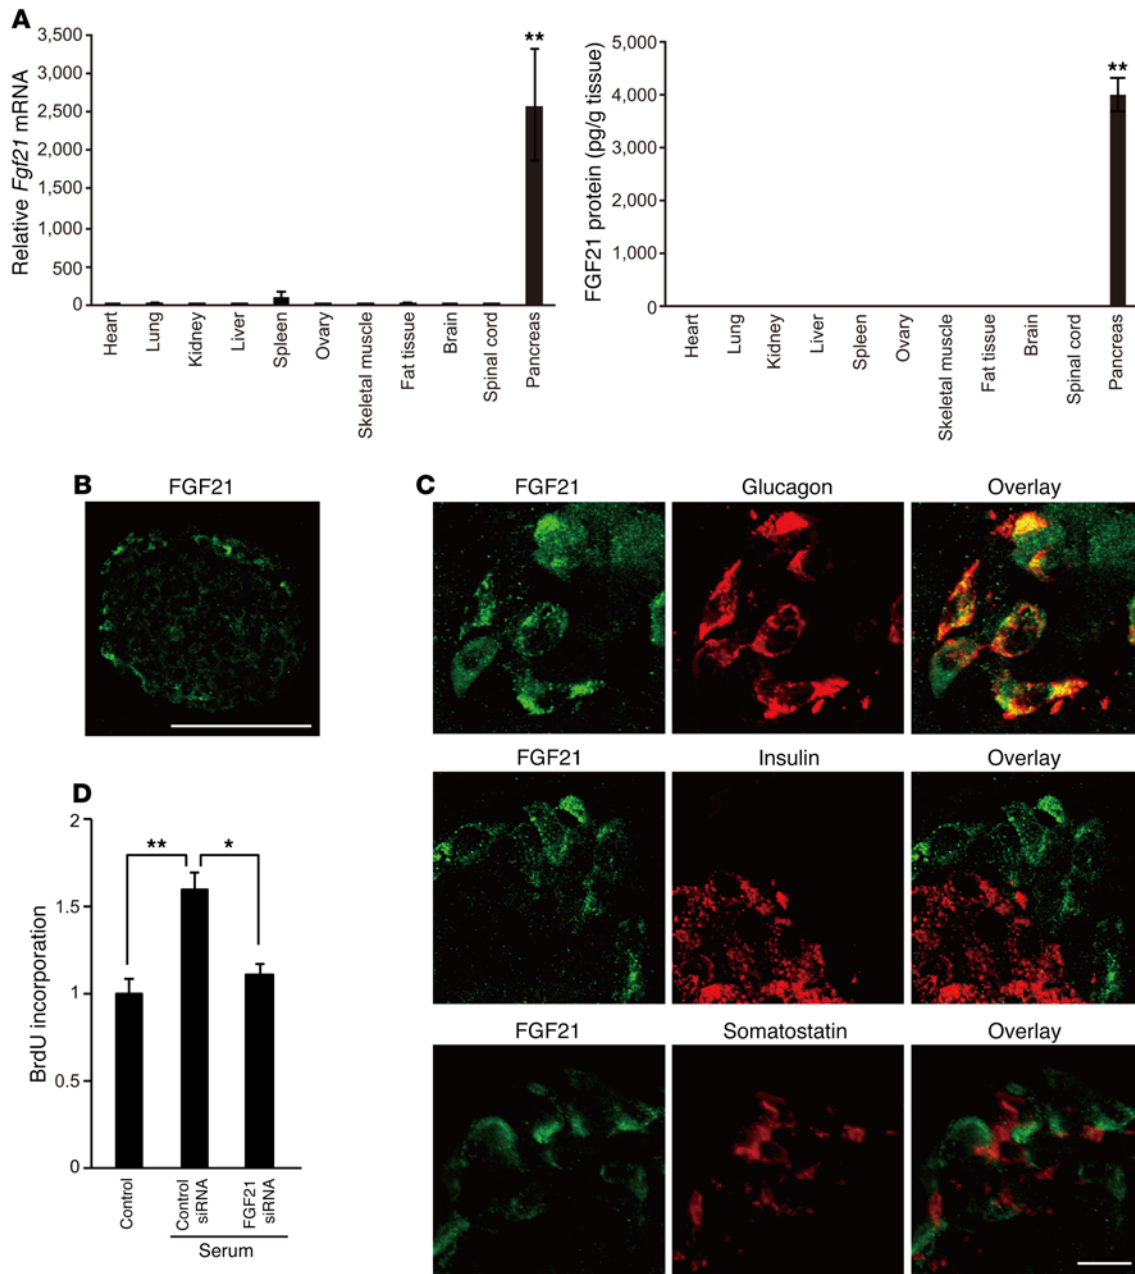 A
3,500
3,000
2,500
2,000
1,500
1,000
500
0
Relative Fgf21 mRNA
**
Heart
Lung
Kidney
Liver
Spleen
Ovary
Skeletal muscle
Fat tissue
Brain
Spinal cord
Pancreas
5,000
4,000
3,000
2,000
1,000
0
FGF21 protein (pg/g tissue)
**
Heart
Lung
Kidney
Liver
Spleen
Ovary
Skeletal muscle
Fat tissue
Brain
Spinal cord
Pancreas
B
FGF21
C
FGF21 Glucagon Overlay
FGF21 Insulin Overlay
FGF21 Somatostatin Overlay
D
2
1.5
1
0.5
0
BrdU incorporation
** *
Control
Control
siRNA
FGF21
siRNA
Serum